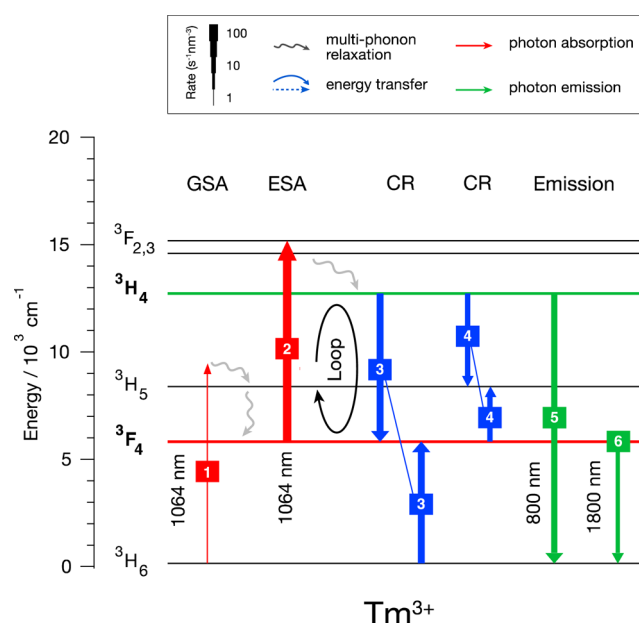 Rate (s⁻¹nm⁻³)
100
10
1
multi-phonon
relaxation
energy transfer
photon absorption
photon emission
Energy / 10³ cm⁻¹
20
15
10
5
0
GSA
ESA
CR
CR
Emission
³F₂,₃
³H₄
³H₅
³F₄
³H₆
1
2
3
3
4
4
5
6
Loop
1064 nm
1064 nm
800 nm
1800 nm
Tm³⁺